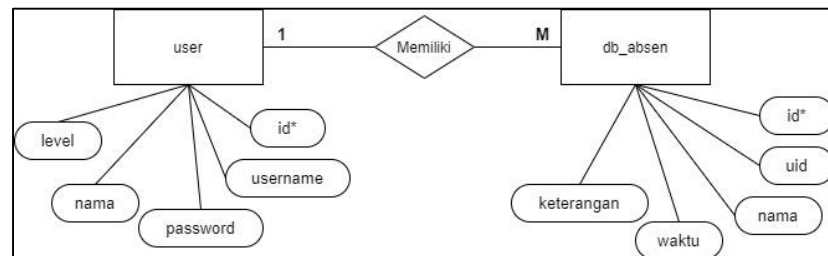 user
1
Memiliki
M
db_absen
level
id*
nama
username
password
id*
uid
keterangan
nama
waktu